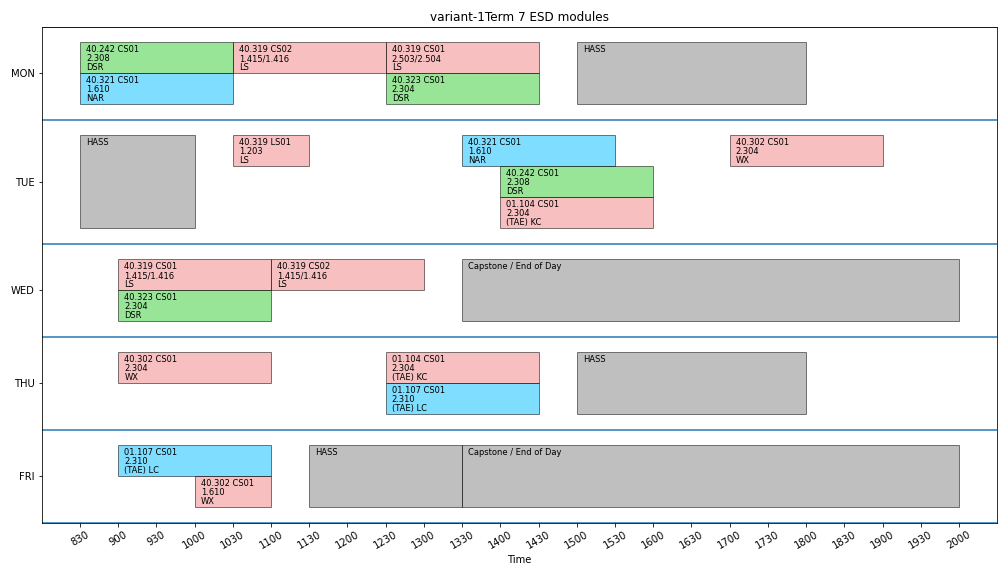 variant-1Term 7 ESD modules
MON
40.242 CS01
2.308
DSR
40.319 CS02
1.415/1.416
LS
40.319 CS01
2.503/2.504
LS
HASS
40.321 CS01
1.610
NAR
40.323 CS01
2.304
DSR
TUE
HASS
40.319 LS01
1.203
LS
40.321 CS01
1.610
NAR
40.302 CS01
2.304
WX
40.242 CS01
2.308
DSR
01.104 CS01
2.304
(TAE) KC
WED
40.319 CS01
1.415/1.416
LS
40.319 CS02
1.415/1.416
LS
Capstone / End of Day
40.323 CS01
2.304
DSR
THU
40.302 CS01
2.304
WX
01.104 CS01
2.304
(TAE) KC
HASS
01.107 CS01
2.310
(TAE) LC
FRI
01.107 CS01
2.310
(TAE) LC
HASS
Capstone / End of Day
40.302 CS01
1.610
WX
830 900 930 1000 1030 1100 1130 1200 1230 1300 1330 1400 1430 1500 1530 1600 1630 1700 1730 1800 1830 1900 1930 2000
Time